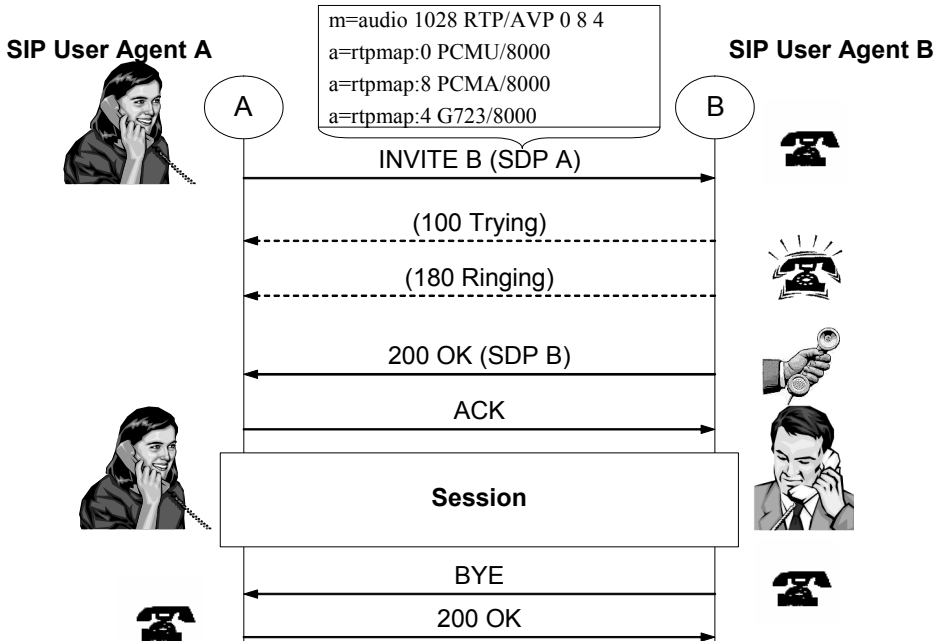 m=audio 1028 RTP/AVP 0 8 4
a=rtpmap:0 PCMU/8000
a=rtpmap:8 PCMA/8000
a=rtpmap:4 G723/8000
SIP User Agent A
SIP User Agent B
A
B
INVITE B (SDP A)
(100 Trying)
(180 Ringing)
200 OK (SDP B)
ACK
Session
BYE
200 OK